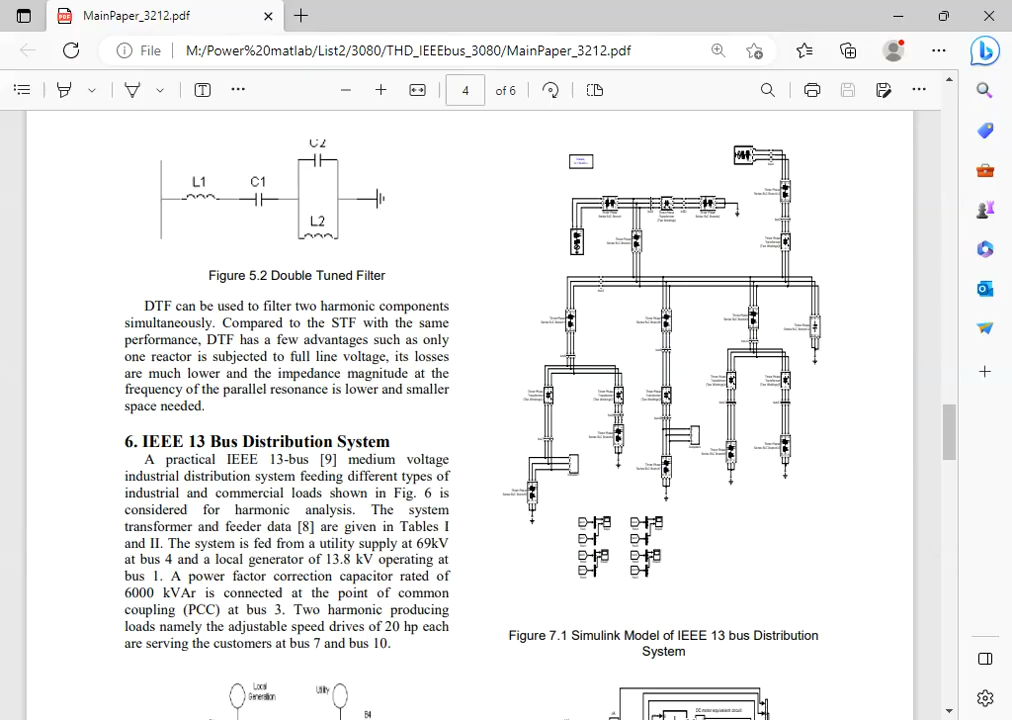 MainPaper_3212.pdf
File
M:/Power%20matlab/List2/3080/THD_IEEEbus_3080/MainPaper_3212.pdf
4 of 6
C2
L1
C1
L2
Figure 5.2 Double Tuned Filter
DTF can be used to filter two harmonic components
simultaneously. Compared to the STF with the same
performance, DTF has a few advantages such as only
one reactor is subjected to full line voltage, its losses
are much lower and the impedance magnitude at the
frequency of the parallel resonance is lower and smaller
space needed.
6. IEEE 13 Bus Distribution System
A practical IEEE 13-bus [9] medium voltage
industrial distribution system feeding different types of
industrial and commercial loads shown in Fig. 6 is
considered for harmonic analysis. The system
transformer and feeder data [8] are given in Tables I
and II. The system is fed from a utility supply at 69kV
at bus 4 and a local generator of 13.8 kV operating at
bus 1. A power factor correction capacitor rated of
6000 kVAr is connected at the point of common
coupling (PCC) at bus 3. Two harmonic producing
loads namely the adjustable speed drives of 20 hp each
are serving the customers at bus 7 and bus 10.
Local
Generation
Utility
B4
Figure 7.1 Simulink Model of IEEE 13 bus Distribution
System
DC motor equivalent circuit